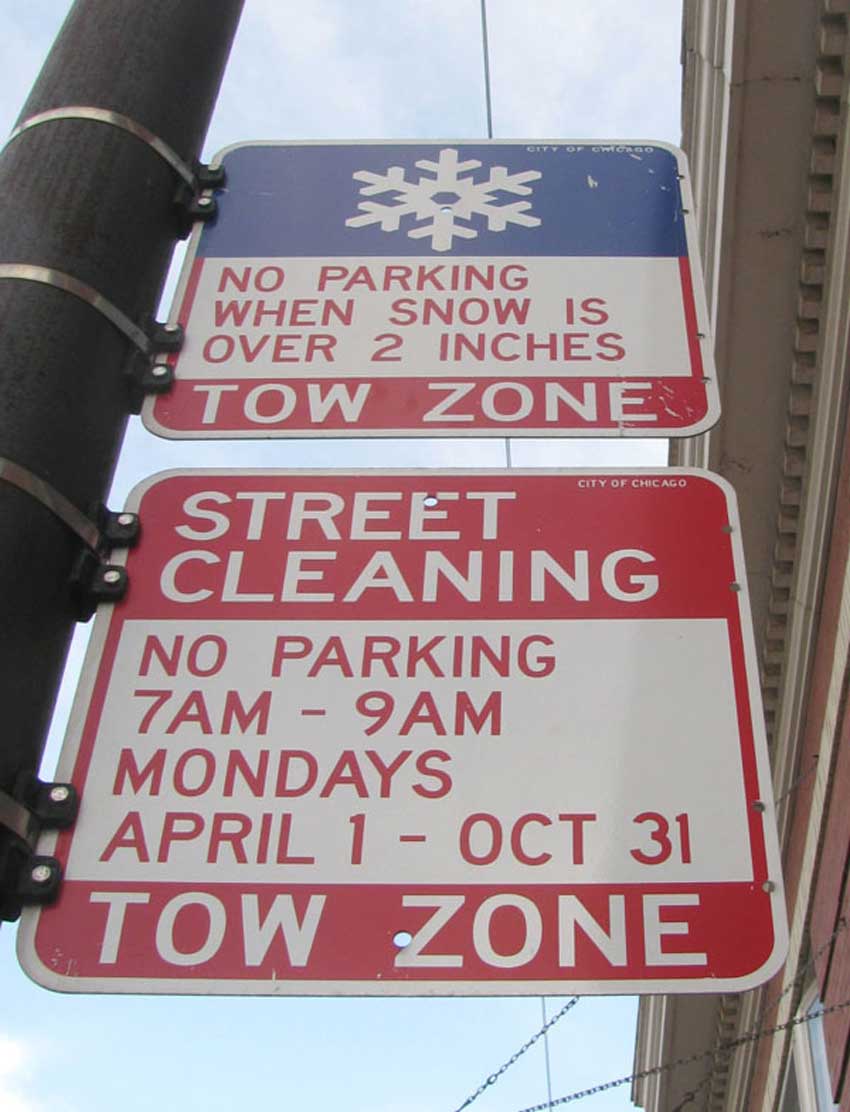 CITY OF CHICAGO
NO PARKING
WHEN SNOW IS
OVER 2 INCHES
TOW ZONE
CITY OF CHICAGO
STREET
CLEANING
NO PARKING
7AM - 9AM
MONDAYS
APRIL 1 - OCT 31
TOW ZONE